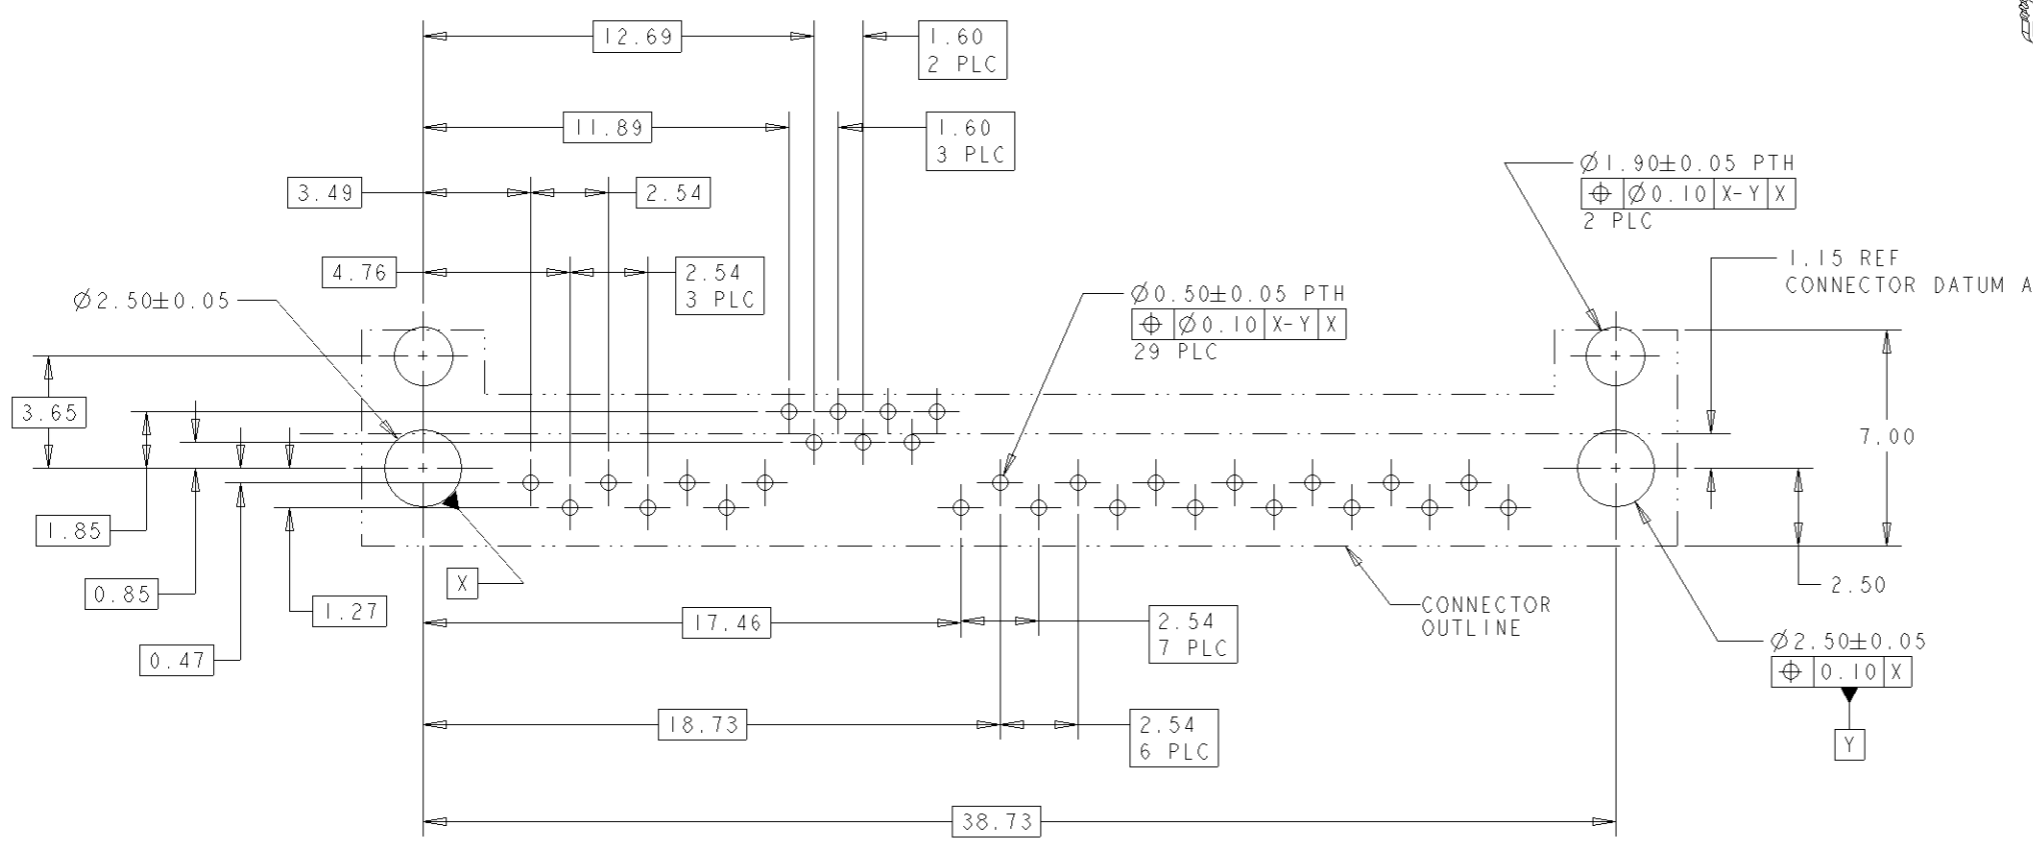 12.69
1.60
2 PLC
11.89
1.60
3 PLC
3.49
2.54
Ø1.90±0.05 PTH
⌖ Ø0.10 X-Y X
2 PLC
4.76
2.54
3 PLC
1.15 REF
CONNECTOR DATUM A
Ø2.50±0.05
Ø0.50±0.05 PTH
⌖ Ø0.10 X-Y X
29 PLC
3.65
7.00
1.85
X
0.85
1.27
2.50
17.46
2.54
7 PLC
CONNECTOR
OUTLINE
0.47
Ø2.50±0.05
⌖ 0.10 X
18.73
2.54
6 PLC
Y
38.73